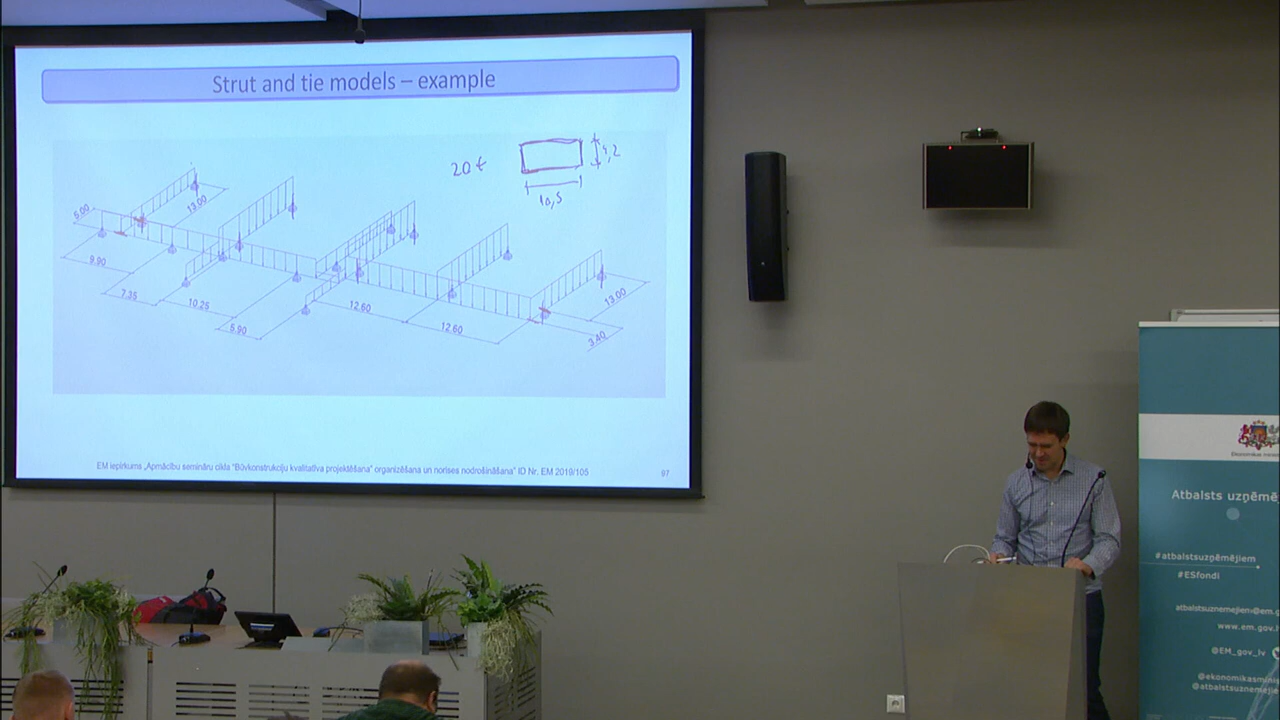 Strut and tie models – example
20 t
4,2
10,5
5.00
13.00
9.90
7.35
10.25
5.90
12.60
12.60
13.00
3.40
EM iepirkums „Apmācību semināru cikla "Būvkonstrukciju kvalitatīva projektēšana" organizēšana un norises nodrošināšana" ID Nr. EM 2019/105
97
Atbalsts uzņēmē
#atbalstsuzņēmējiem
#ESfondi
atbalstsuznemejiem@em.g
www.em.gov.l
@EM_gov_lv
@ekonomikasmini
@atbalstsuznemeji